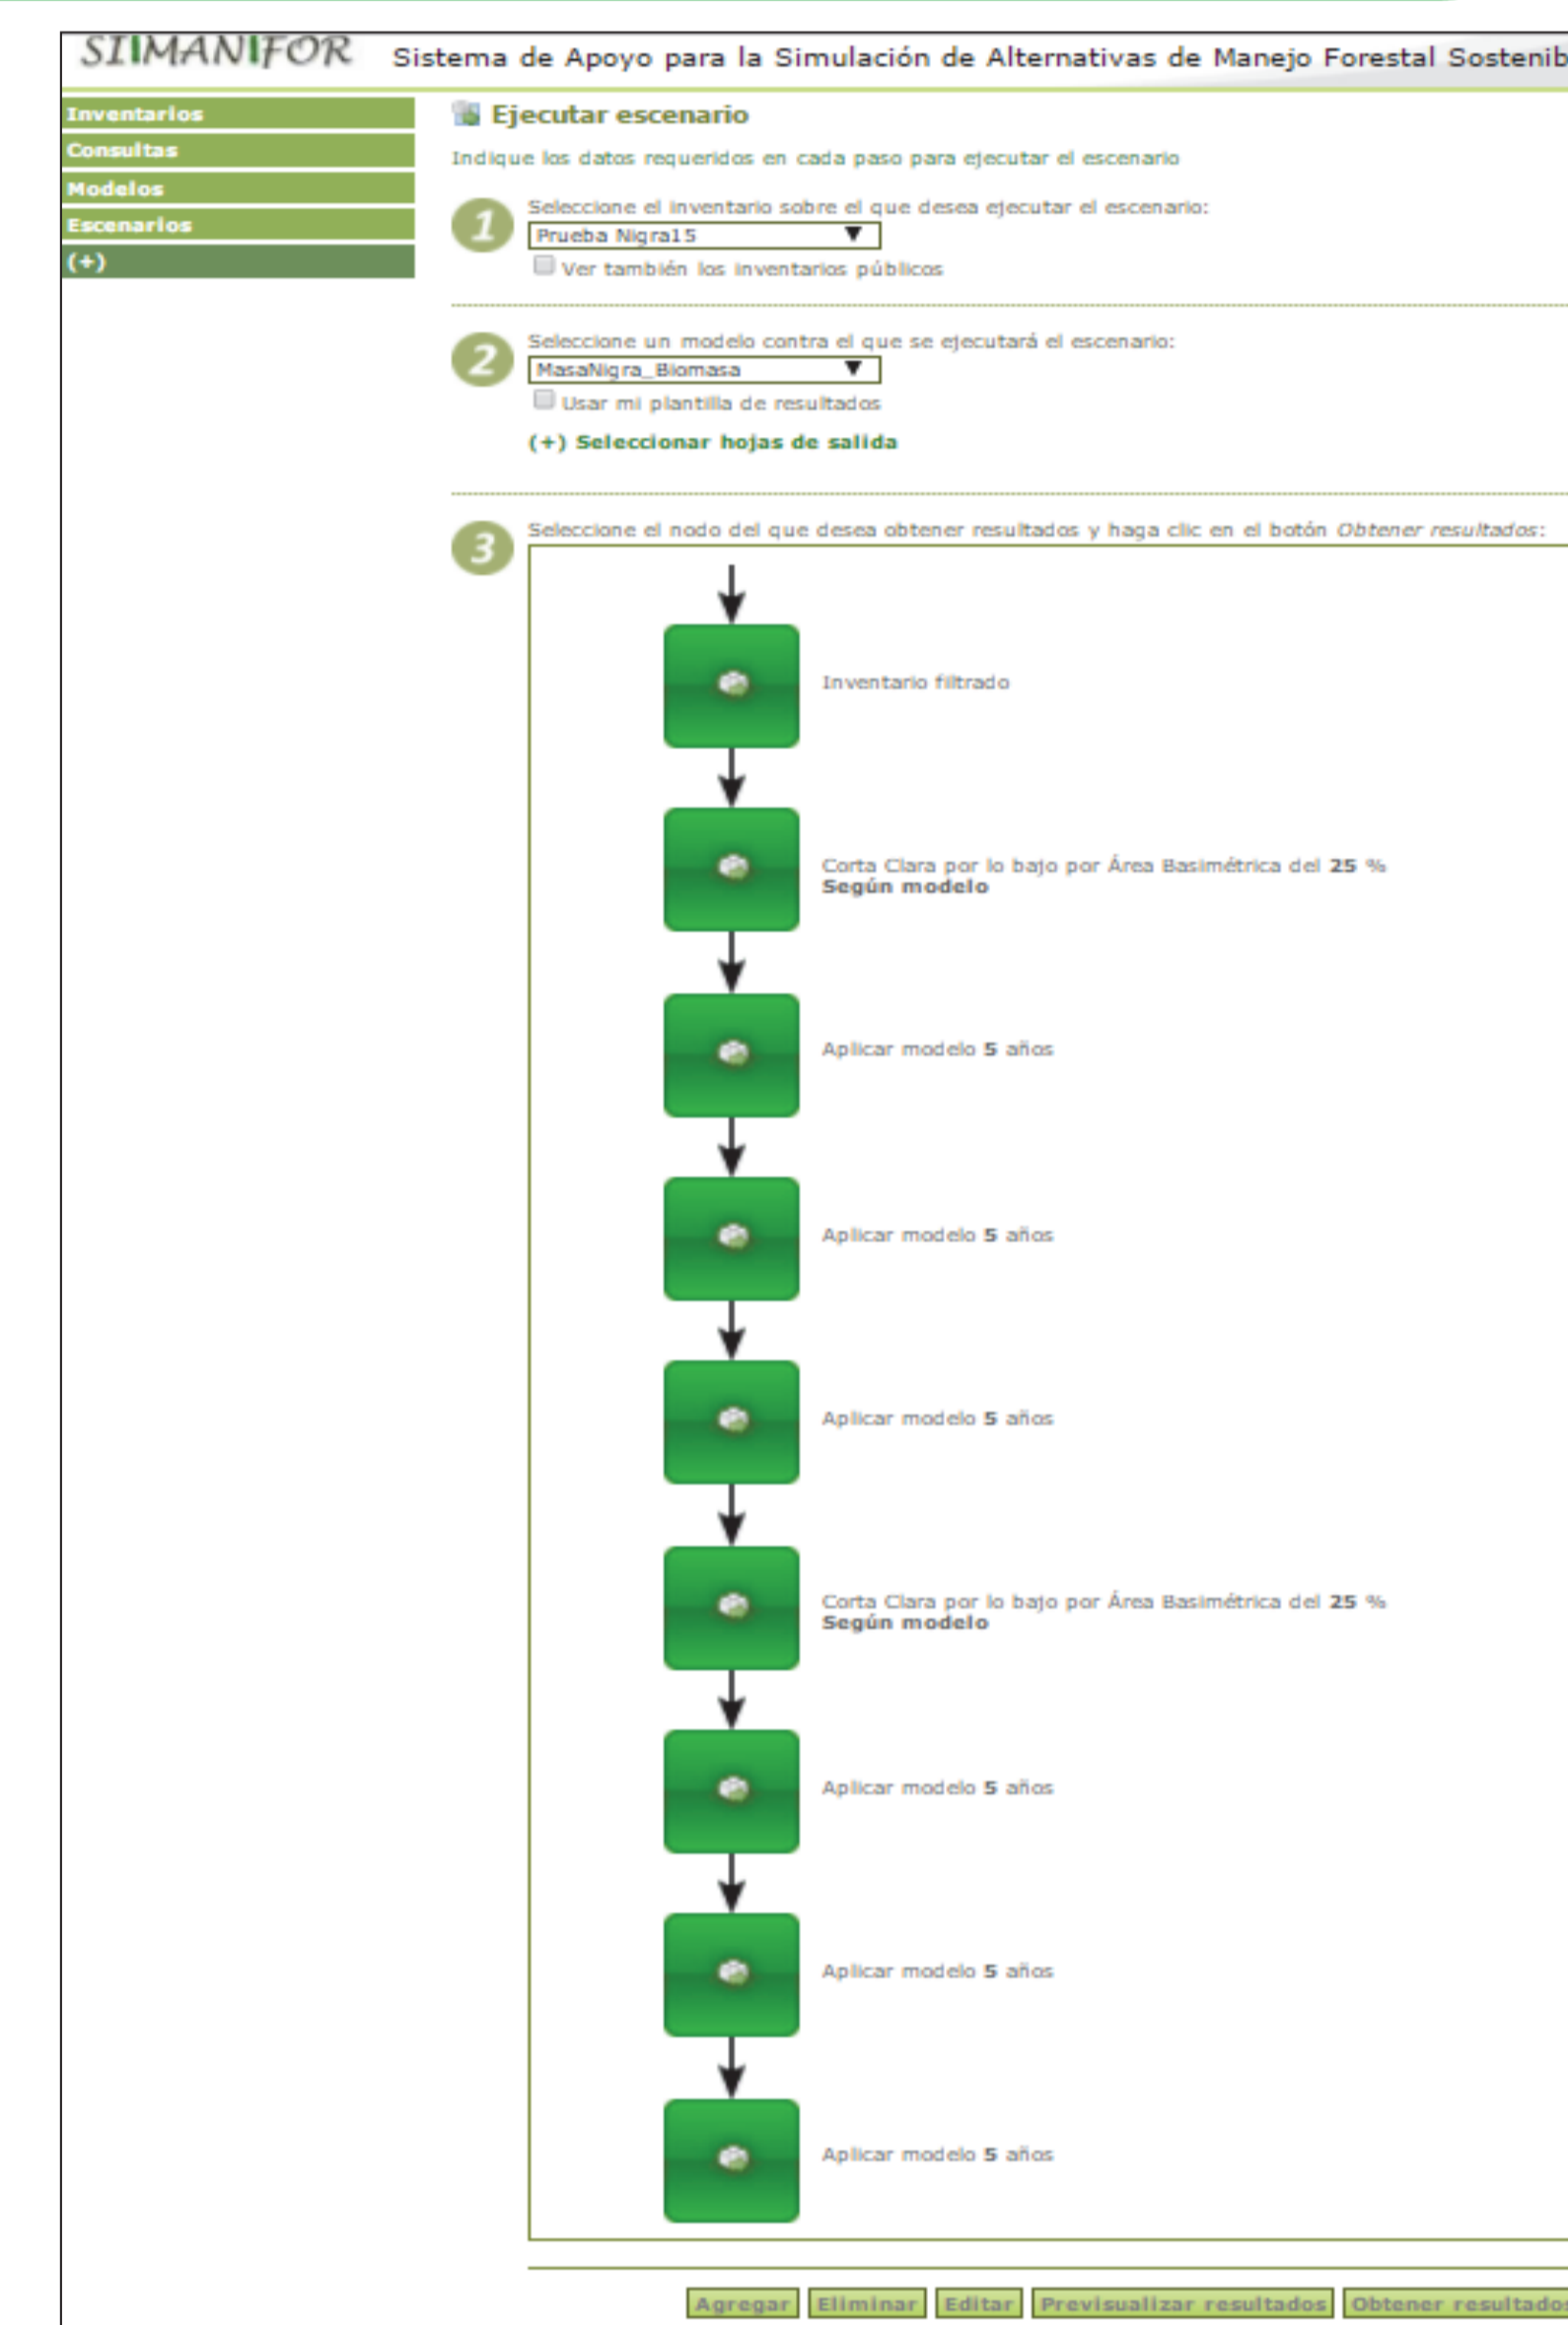 SIIMANIFOR Sistema de Apoyo para la Simulación de Alternativas de Manejo Forestal Sostenib
Inventarios
Consultas
Modelos
Escenarios
(+)
Ejecutar escenario
Indique los datos requeridos en cada paso para ejecutar el escenario
1 Seleccione el inventario sobre el que desea ejecutar el escenario:
Prueba Nigra15
Ver también los inventarios públicos
2 Seleccione un modelo contra el que se ejecutará el escenario:
MasaNigra_Biomasa
Usar mi plantilla de resultados
(+) Seleccionar hojas de salida
3 Seleccione el nodo del que desea obtener resultados y haga clic en el botón Obtener resultados:
Inventario filtrado
Corta Clara por lo bajo por Área Basimétrica del 25 %
Según modelo
Aplicar modelo 5 años
Aplicar modelo 5 años
Aplicar modelo 5 años
Corta Clara por lo bajo por Área Basimétrica del 25 %
Según modelo
Aplicar modelo 5 años
Aplicar modelo 5 años
Aplicar modelo 5 años
Agregar Eliminar Editar Previsualizar resultados Obtener resultados